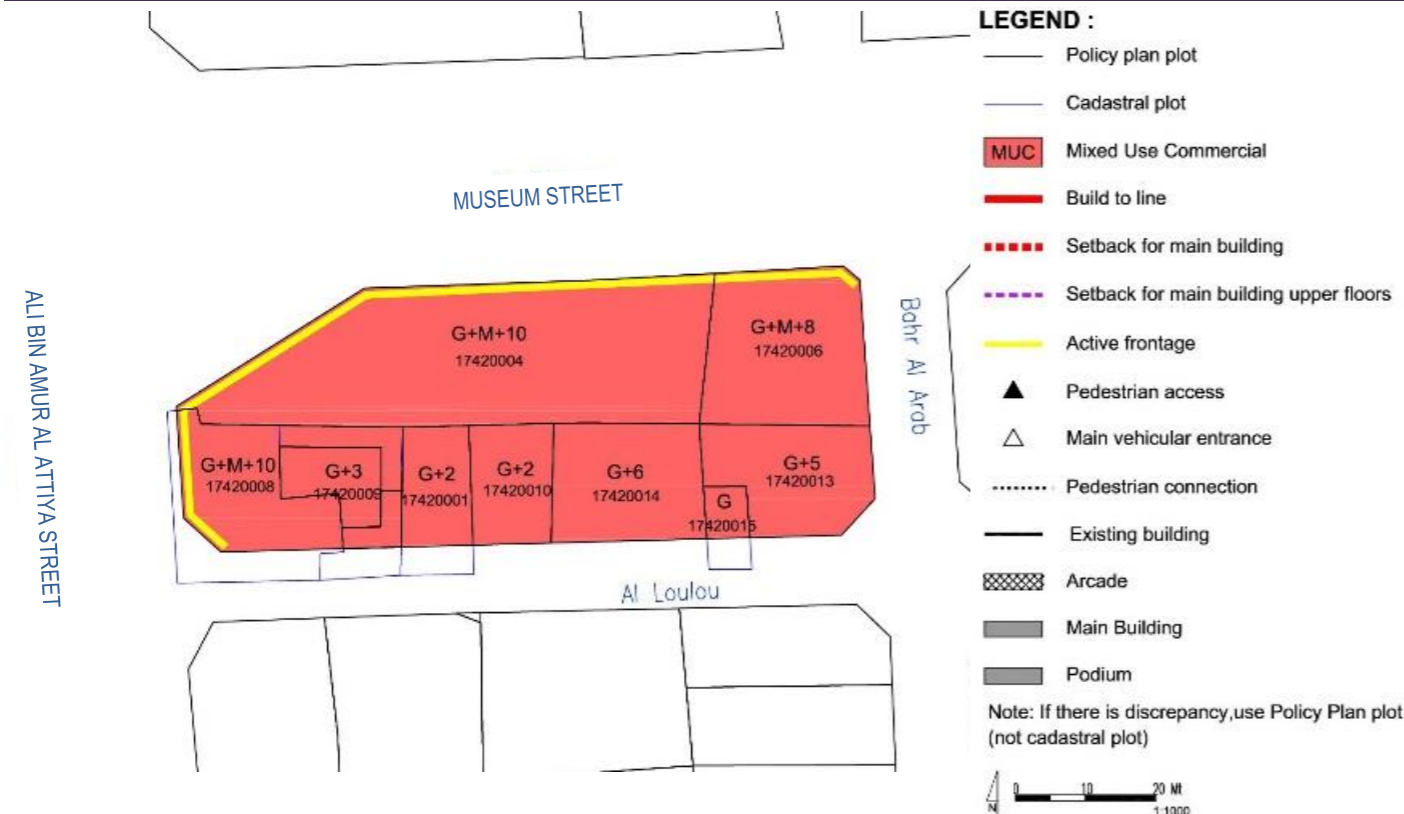 LEGEND :
Policy plan plot
Cadastral plot
MUC Mixed Use Commercial
Build to line
Setback for main building
Setback for main building upper floors
Active frontage
Pedestrian access
Main vehicular entrance
Pedestrian connection
Existing building
Arcade
Main Building
Podium
Note: If there is discrepancy,use Policy Plan plot
(not cadastral plot)
N
0 10 20 Mt
1:1000
MUSEUM STREET
ALI BIN AMUR AL ATTIYA STREET
Bahr Al Arab
Al Loulou
G+M+10
17420004
G+M+8
17420006
G+M+10
17420008
G+3
17420009
G+2
17420001
G+2
17420010
G+6
17420014
G+5
17420013
G
17420015